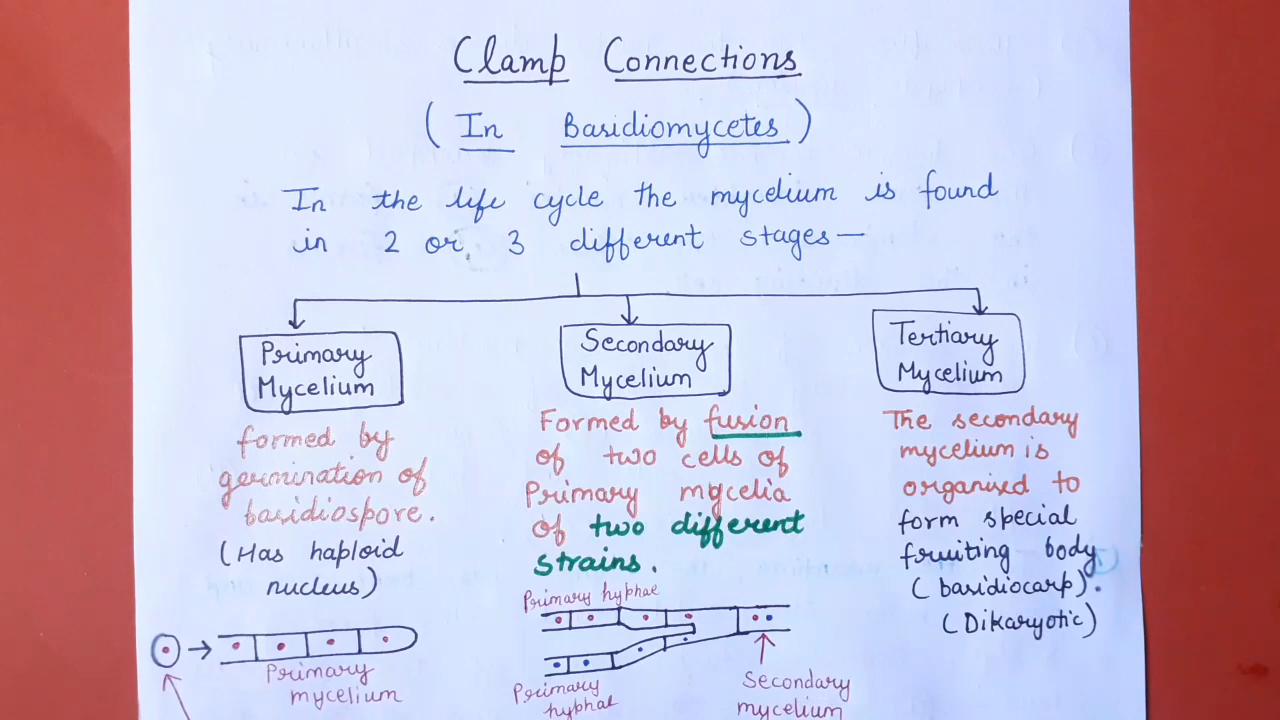 Clamp Connections
(In Basidiomycetes)
In the life cycle the mycelium is found
in 2 or 3 different stages—
Primary
Mycelium
formed by
germination of
basidiospore.
(Has haploid
nucleus)
Primary
mycelium
Secondary
Mycelium
Formed by fusion
of two cells of
Primary mycelia
of two different
strains.
Primary hyphae
Primary
hyphae
Secondary
mycelium
Tertiary
Mycelium
The secondary
mycelium is
organised to
form special
fruiting body
(basidiocarp).
(Dikaryotic)